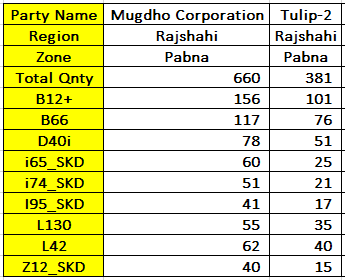 Party Name Mugdho Corporation Tulip-2
Region Rajshahi Rajshahi
Zone Pabna Pabna
Total Qnty 660 381
B12+ 156 101
B66 117 76
D40i 78 51
i65_SKD 60 25
i74_SKD 51 21
I95_SKD 41 17
L130 55 35
L42 62 40
Z12_SKD 40 15